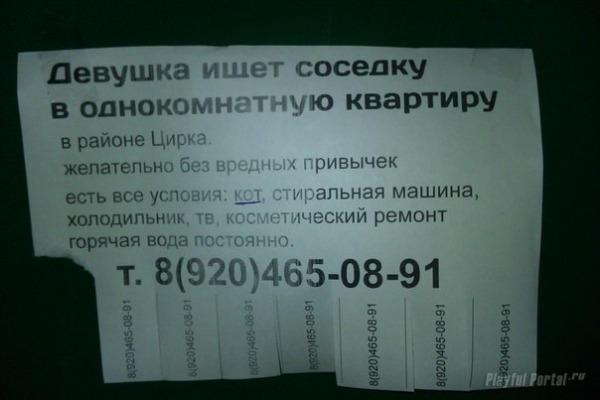 Девушка ищет соседку
в однокомнатную квартиру
в районе Цирка.
желательно без вредных привычек
есть все условия: кот, стиральная машина,
холодильник, тв, косметический ремонт
горячая вода постоянно.
т. 8(920)465-08-91
8(920)465-08-91
8(920)465-08-91
8(920)465-08-91
8(920)465-08-91
8(920)465-08-91
8(920)465-08-91
8(920)465-08-91
Playful Portal.ru